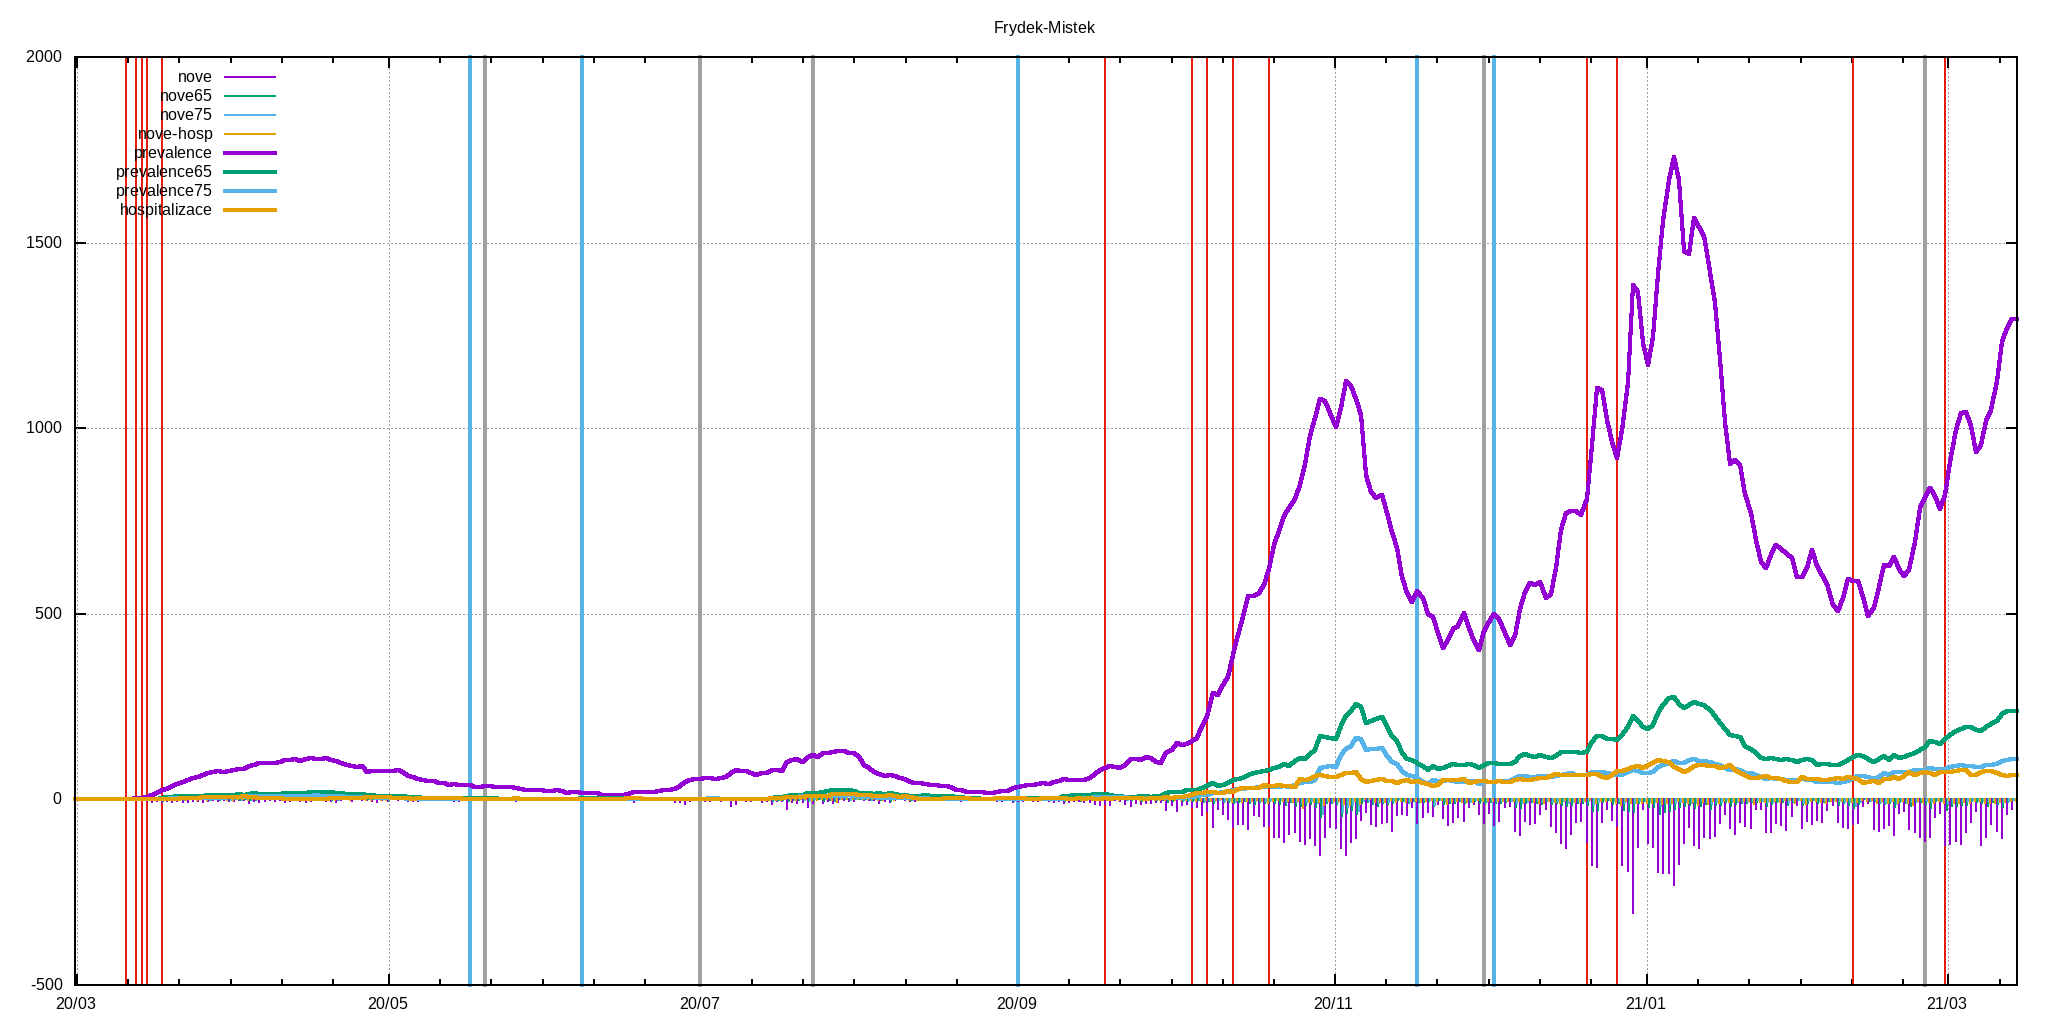 Frydek-Mistek
2000
nove
nove65
nove75
nove-hosp
prevalence
prevalence65
prevalence75
hospitalizace
1500
1000
500
0
-500
20/03 20/05 20/07 20/09 20/11 21/01 21/03